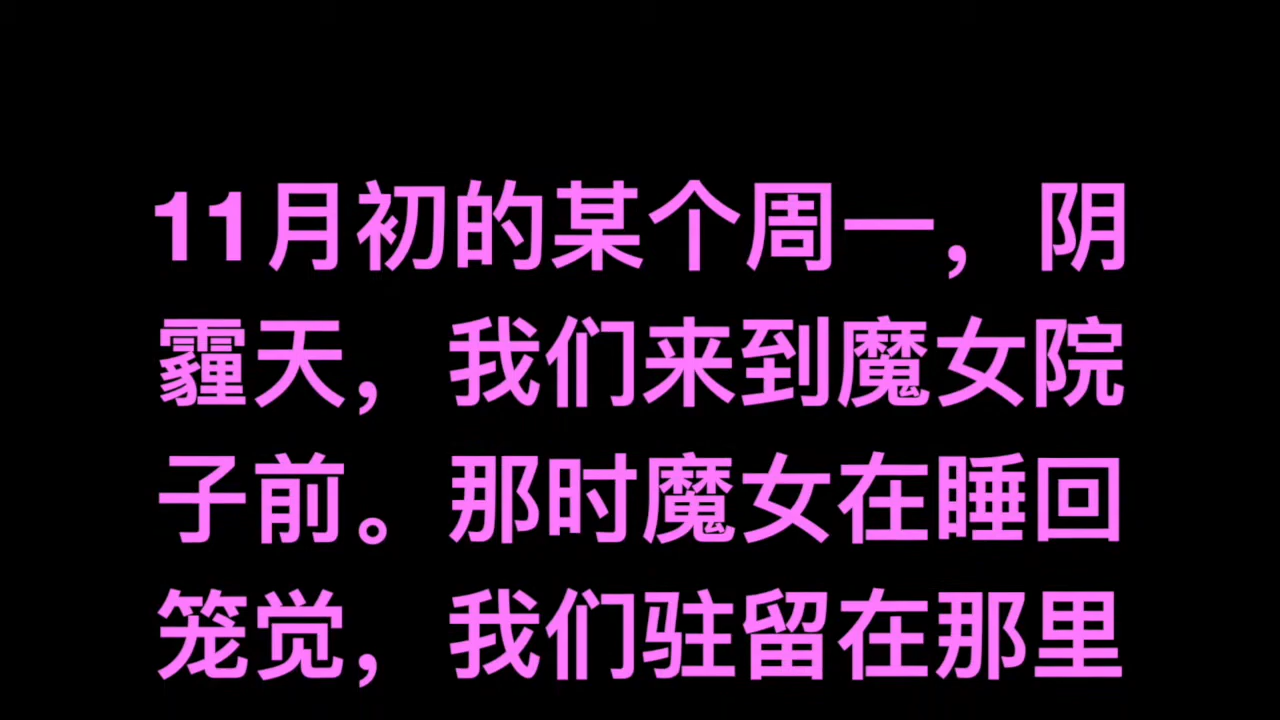 11月初的某个周一，阴
霾天，我们来到魔女院
子前。那时魔女在睡回
笼觉，我们驻留在那里